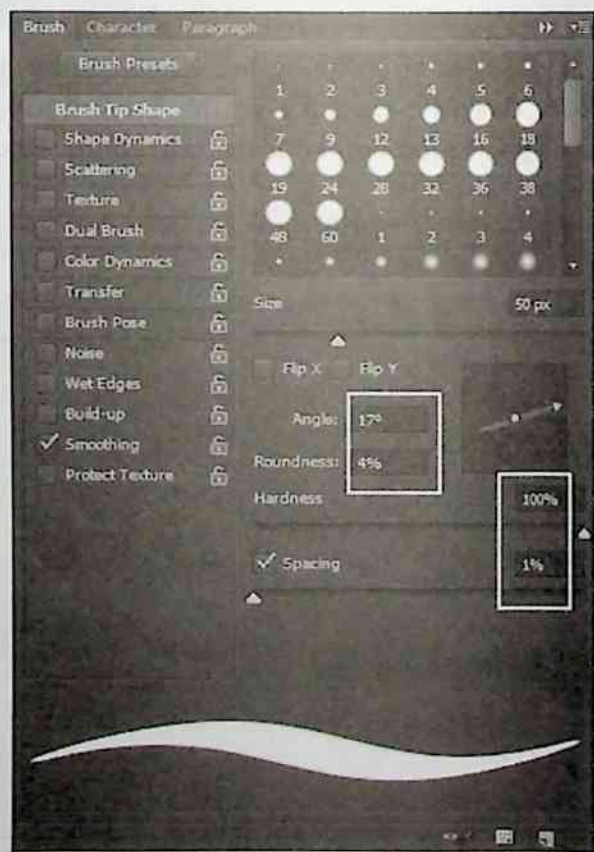 Brush Character Paragraph
Brush Presets
Brush Tip Shape
Shape Dynamics
Scattering
Texture
Dual Brush
Color Dynamics
Transfer
Brush Pose
Noise
Wet Edges
Build-up
Smoothing
Protect Texture
1 2 3 4 5 6
7 9 12 13 16 18
19 24 28 32 36 38
48 60 1 2 3 4
Size 50 px
Flip X Flip Y
Angle: 17º
Roundness: 4%
Hardness 100%
Spacing 1%